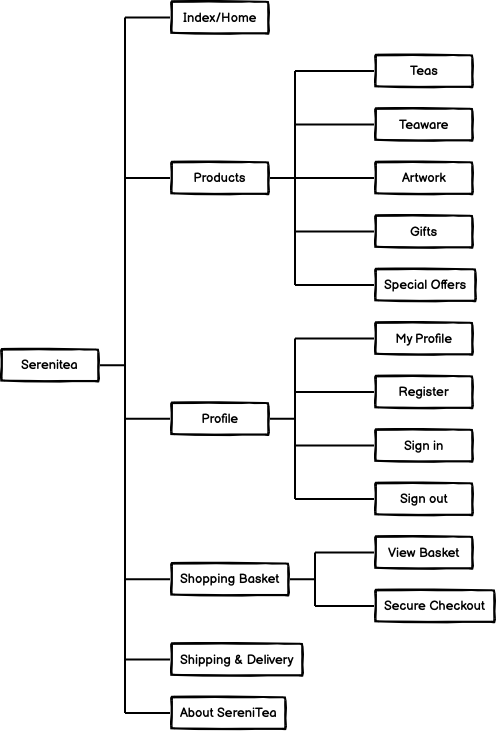 Index/Home
Teas
Teaware
Products
Artwork
Gifts
Special Offers
My Profile
Serenitea
Register
Profile
Sign in
Sign out
View Basket
Shopping Basket
Secure Checkout
Shipping & Delivery
About SereniTea